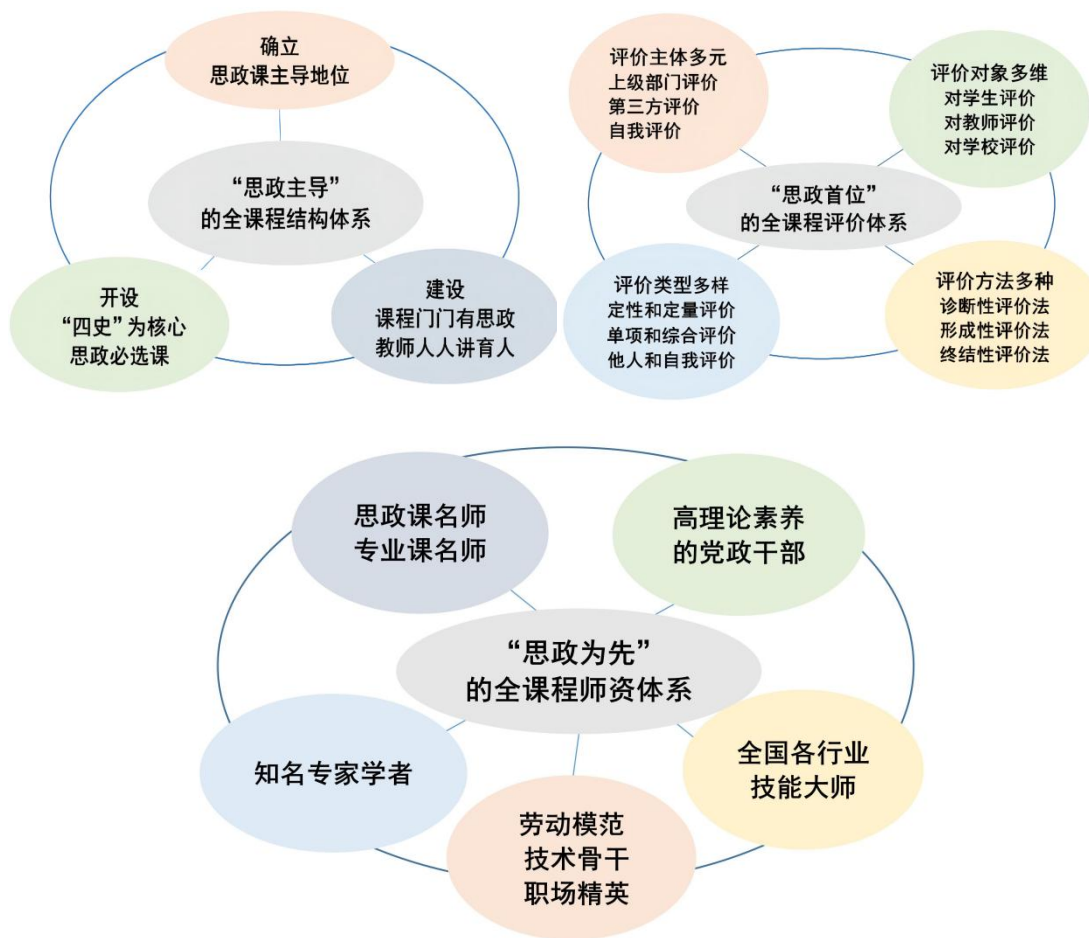 确立
思政课主导地位
“思政主导”
的全课程结构体系
开设
“四史”为核心
思政必选课
建设
课程门门有思政
教师人人讲育人
评价主体多元
上级部门评价
第三方评价
自我评价
评价对象多维
对学生评价
对教师评价
对学校评价
“思政首位”
的全课程评价体系
评价类型多样
定性和定量评价
单项和综合评价
他人和自我评价
评价方法多种
诊断性评价法
形成性评价法
终结性评价法
思政课名师
专业课名师
高理论素养
的党政干部
“思政为先”
的全课程师资体系
知名专家学者
全国各行业
技能大师
劳动模范
技术骨干
职场精英